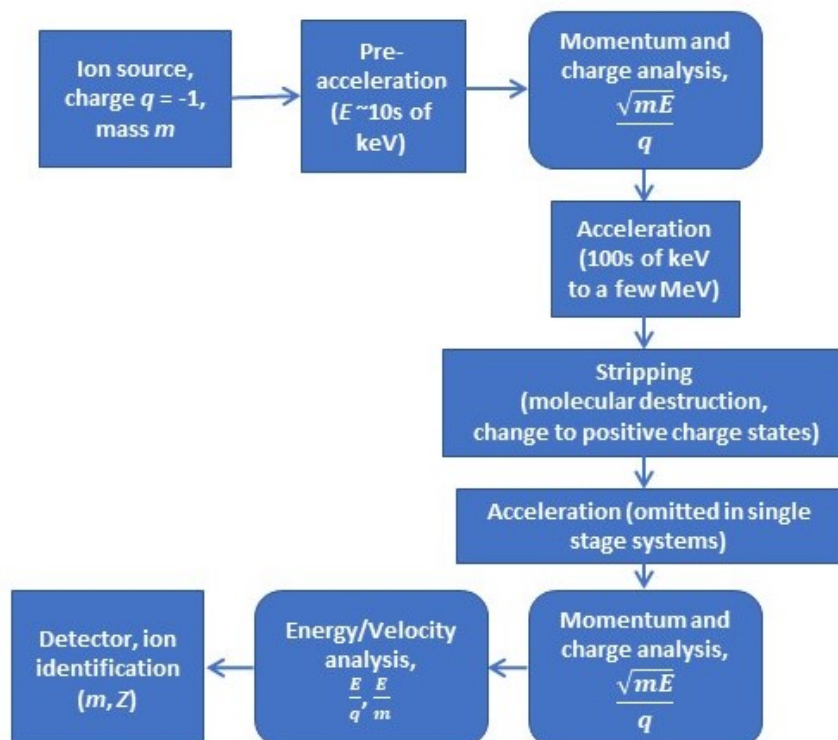 Ion source,
charge q = -1,
mass m
Pre-
acceleration
(E ~10s of
keV)
Momentum and
charge analysis,
√mE
q
Acceleration
(100s of keV
to a few MeV)
Stripping
(molecular destruction,
change to positive charge states)
Acceleration (omitted in single
stage systems)
Momentum and
charge analysis,
√mE
q
Energy/Velocity
analysis,
E/q, E/m
Detector, ion
identification
(m, Z)